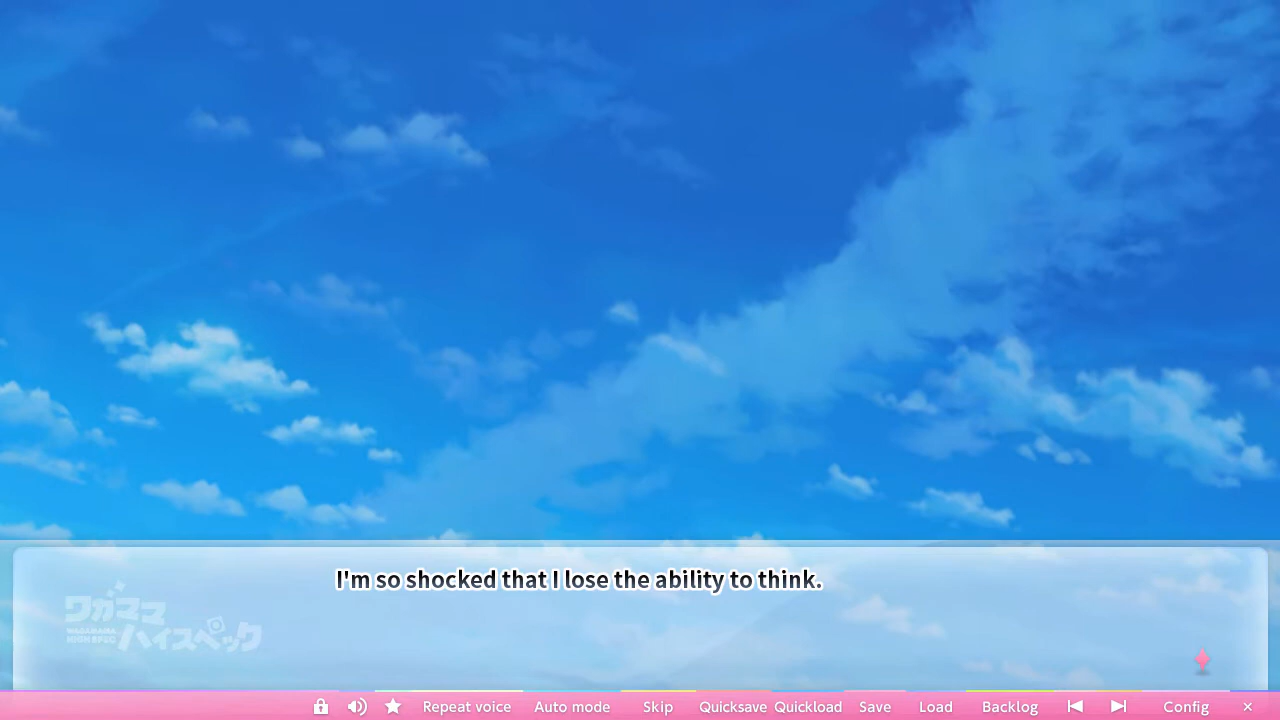 I'm so shocked that I lose the ability to think.
ワガママ
WAGAMAMA
HIGH SPEC
ハイスペック
Repeat voice Auto mode Skip Quicksave Quickload Save Load Backlog Config ×